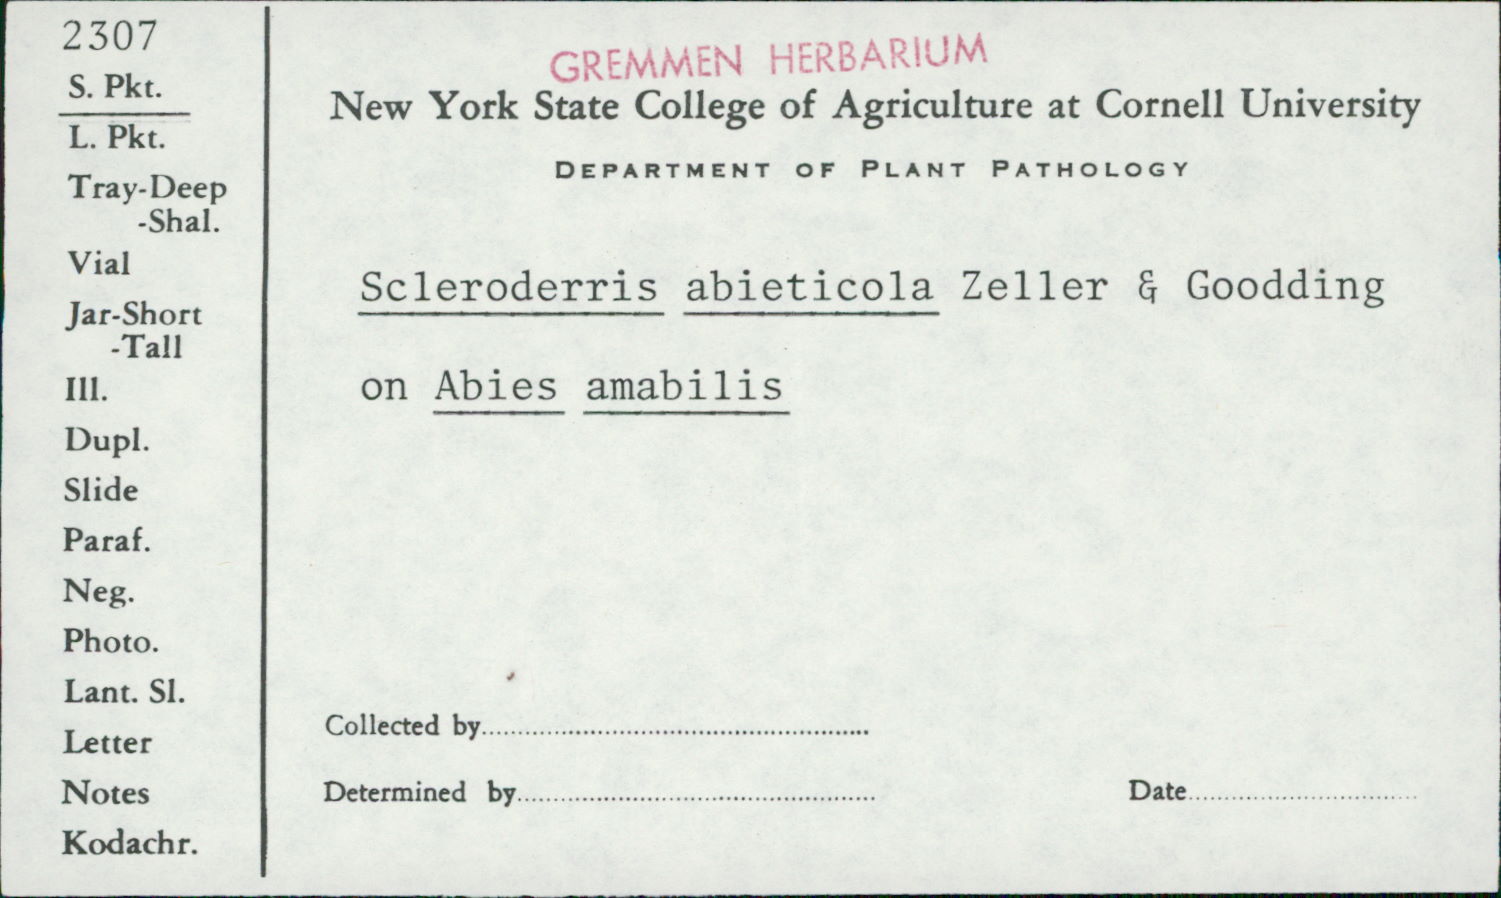 2307
S. Pkt.
L. Pkt.
Tray-Deep
-Shal.
Vial
Jar-Short
-Tall
Ill.
Dupl.
Slide
Paraf.
Neg.
Photo.
Lant. Sl.
Letter
Notes
Kodachr.
GREMMEN HERBARIUM
New York State College of Agriculture at Cornell University
DEPARTMENT OF PLANT PATHOLOGY
Scleroderris abieticola Zeller & Goodding
on Abies amabilis
Collected by
Determined by
Date